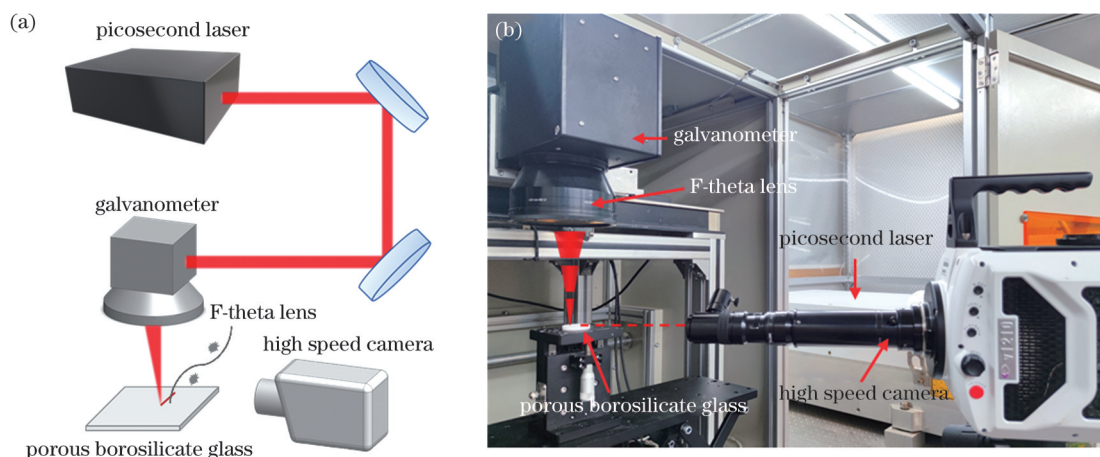 (a)
picosecond laser
galvanometer
F-theta lens
high speed camera
porous borosilicate glass
(b)
galvanometer
F-theta lens
picosecond laser
high speed camera
porous borosilicate glass